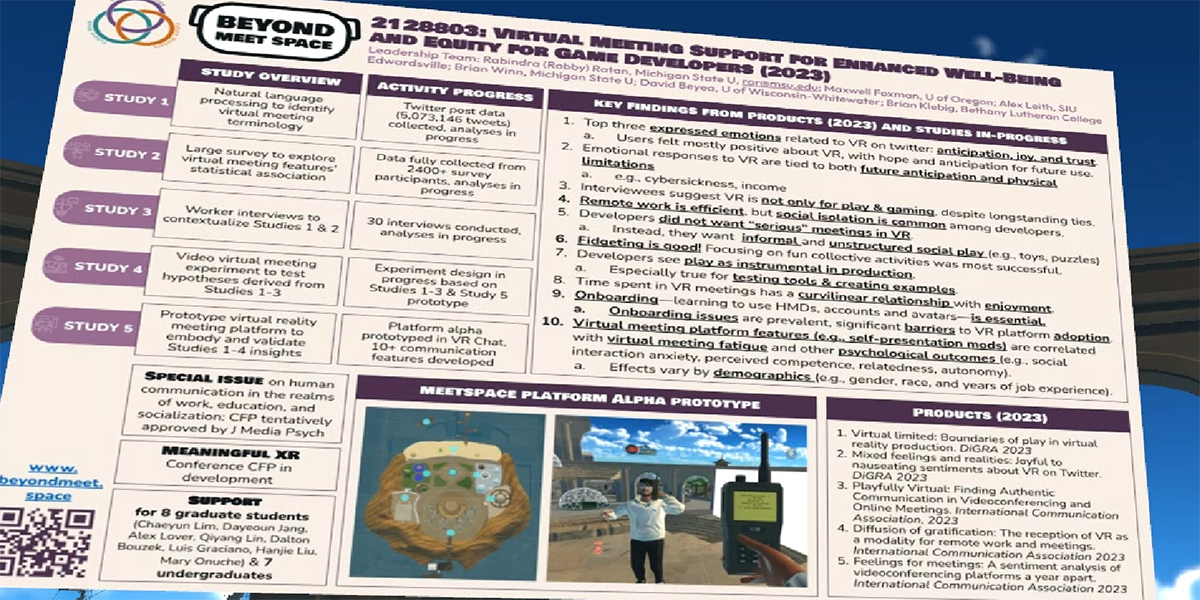 BEYOND
MEET SPACE
2128803: Virtual Meeting Support for Enhanced Well-Being
and Equity for Game Developers (2023)
Leadership Team: Rabindra (Robby) Ratan, Michigan State U, rar@msu.edu; Maxwell Foxman, U of Oregon; Alex Leith, SIU
Edwardsville; Brian Winn, Michigan State U; David Beyea, U of Wisconsin-Whitewater; Brian Klebig, Bethany Lutheran College
STUDY OVERVIEW
ACTIVITY PROGRESS
STUDY 1
Natural language
processing to identify
virtual meeting
terminology
Twitter post data
(5,073,146 tweets)
collected, analyses in
progress
STUDY 2
Large survey to explore
virtual meeting features'
statistical association
Data fully collected from
2400+ survey
participants, analyses in
progress
STUDY 3
Worker interviews to
contextualize Studies 1 & 2
30 interviews conducted,
analyses in progress
STUDY 4
Video virtual meeting
experiment to test
hypotheses derived from
Studies 1-3
Experiment design in
progress based on
Studies 1-3 & Study 5
prototype
STUDY 5
Prototype virtual reality
meeting platform to
embody and validate
Studies 1-4 insights
Platform alpha
prototyped in VR Chat,
10+ communication
features developed
KEY FINDINGS FROM PRODUCTS (2023) AND STUDIES IN-PROGRESS
1. Top three expressed emotions related to VR on twitter: anticipation, joy, and trust
a. Users felt mostly positive about VR, with hope and anticipation for future use.
2. Emotional responses to VR are tied to both future anticipation and physical
limitations
a. e.g., cybersickness, income
3. Interviewees suggest VR is not only for play & gaming, despite longstanding ties.
4. Remote work is efficient, but social isolation is common among developers.
5. Developers did not want "serious" meetings in VR
a. Instead, they want informal and unstructured social play (e.g., toys, puzzles)
6. Fidgeting is good! Focusing on fun collective activities was most successful.
7. Developers see play as instrumental in production.
a. Especially true for testing tools & creating examples.
8. Time spent in VR meetings has a curvilinear relationship with enjoyment.
9. Onboarding—learning to use HMDs, accounts and avatars—is essential.
a. Onboarding issues are prevalent, significant barriers to VR platform adoption.
10. Virtual meeting platform features (e.g., self-presentation mods) are correlated
with virtual meeting fatigue and other psychological outcomes (e.g., social
interaction anxiety, perceived competence, relatedness, autonomy).
a. Effects vary by demographics (e.g., gender, race, and years of job experience).
Special Issue on human
communication in the realms
of work, education, and
socialization; CFP tentatively
approved by J Media Psych
Meaningful XR
Conference CFP in
development
Support
for 8 graduate students
(Chaeyun Lim, Dayeoun Jang,
Alex Lover, Qiyang Lin, Dalton
Bouzek, Luis Graciano, Hanjie Liu,
Mary Onuche) & 7
undergraduates
www.
beyondmeet.
space
MEETSPACE PLATFORM ALPHA PROTOTYPE
PRODUCTS (2023)
1. Virtual limited: Boundaries of play in virtual
reality production. DiGRA 2023
2. Mixed feelings and realities: Joyful to
nauseating sentiments about VR on Twitter.
DiGRA 2023
3. Playfully Virtual: Finding Authentic
Communication in Videoconferencing and
Online Meetings. International Communication
Association, 2023
4. Diffusion of gratification: The reception of VR as
a modality for remote work and meetings.
International Communication Association 2023
5. Feelings for meetings: A sentiment analysis of
videoconferencing platforms a year apart.
International Communication Association 2023